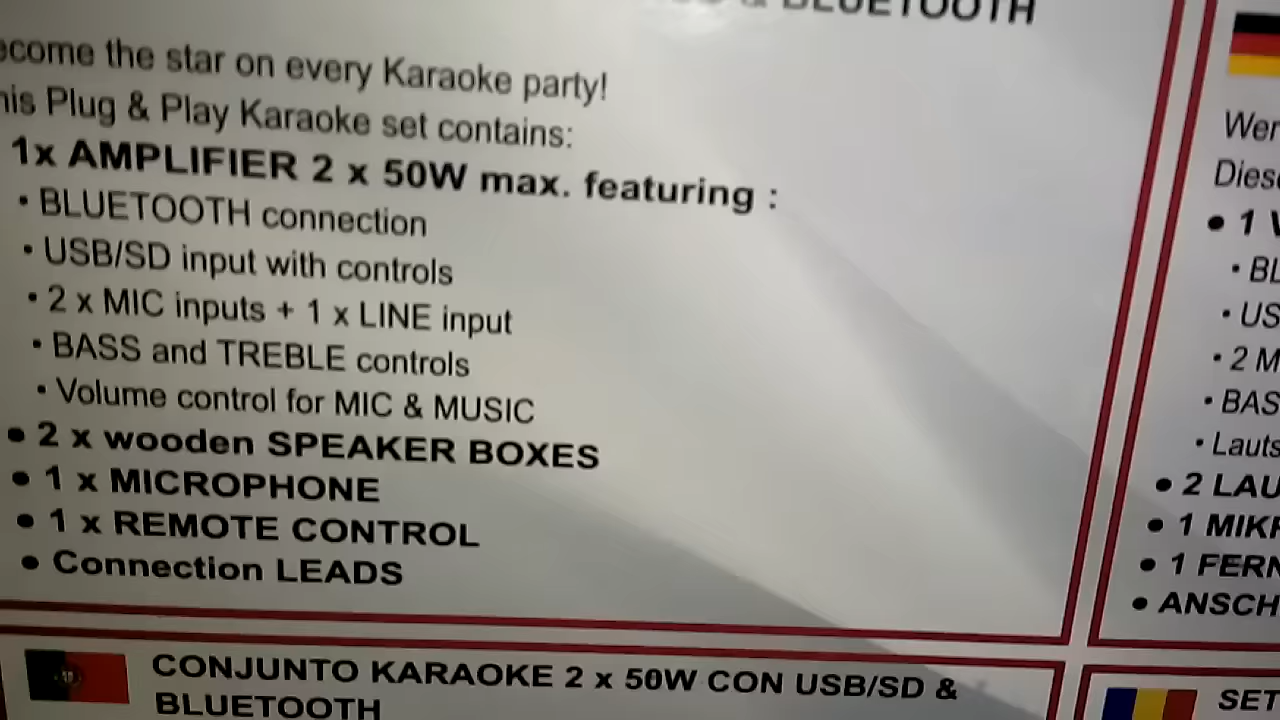 & BLUETOOTH
come the star on every Karaoke party!
his Plug & Play Karaoke set contains:
1x AMPLIFIER 2 x 50W max. featuring :
• BLUETOOTH connection
• USB/SD input with controls
• 2 x MIC inputs + 1 x LINE input
• BASS and TREBLE controls
• Volume control for MIC & MUSIC
● 2 x wooden SPEAKER BOXES
● 1 x MICROPHONE
● 1 x REMOTE CONTROL
● Connection LEADS
CONJUNTO KARAOKE 2 x 50W CON USB/SD &
BLUETOOTH
Wer
Diese
● 1 V
• BL
• US
• 2 M
• BAS
• Lauts
● 2 LAU
● 1 MIKR
● 1 FERN
● ANSCH
SET